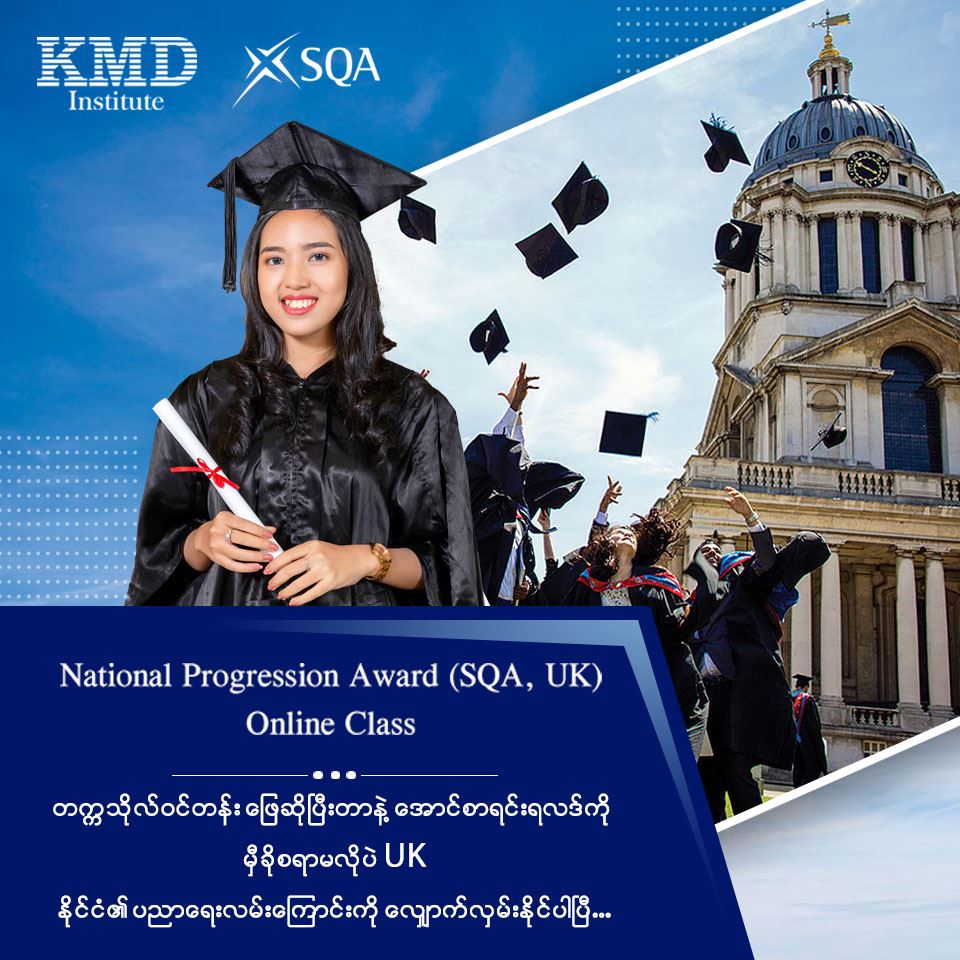 KMD
Institute
SQA
National Progression Award (SQA, UK)
Online Class
တက္ကသိုလ်ဝင်တန်း ဖြေဆိုပြီးတာနဲ့ အောင်စာရင်းရလဒ်ကို
မှီခိုစရာမလိုပဲ UK
နိုင်ငံ၏ ပညာရေးလမ်းကြောင်းကို လျှောက်လှမ်းနိုင်ပါပြီ...